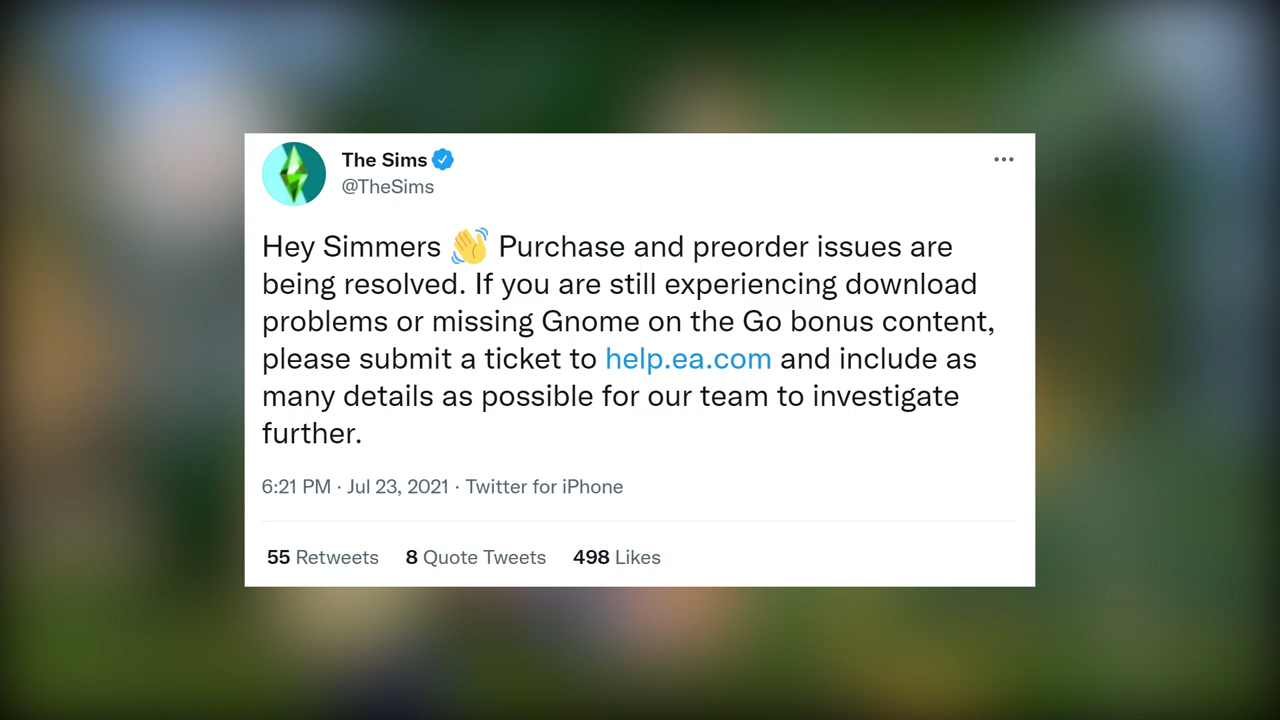 The Sims
@TheSims
Hey Simmers 👋 Purchase and preorder issues are
being resolved. If you are still experiencing download
problems or missing Gnome on the Go bonus content,
please submit a ticket to help.ea.com and include as
many details as possible for our team to investigate
further.
6:21 PM · Jul 23, 2021 · Twitter for iPhone
55 Retweets 8 Quote Tweets 498 Likes